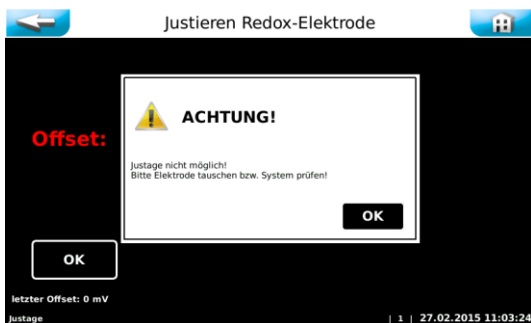 Justieren Redox-Elektrode
ACHTUNG!
Offset:
Justage nicht möglich!
Bitte Elektrode tauschen bzw. System prüfen!
OK
OK
letzter Offset: 0 mV
Justage | 1 | 27.02.2015 11:03:24